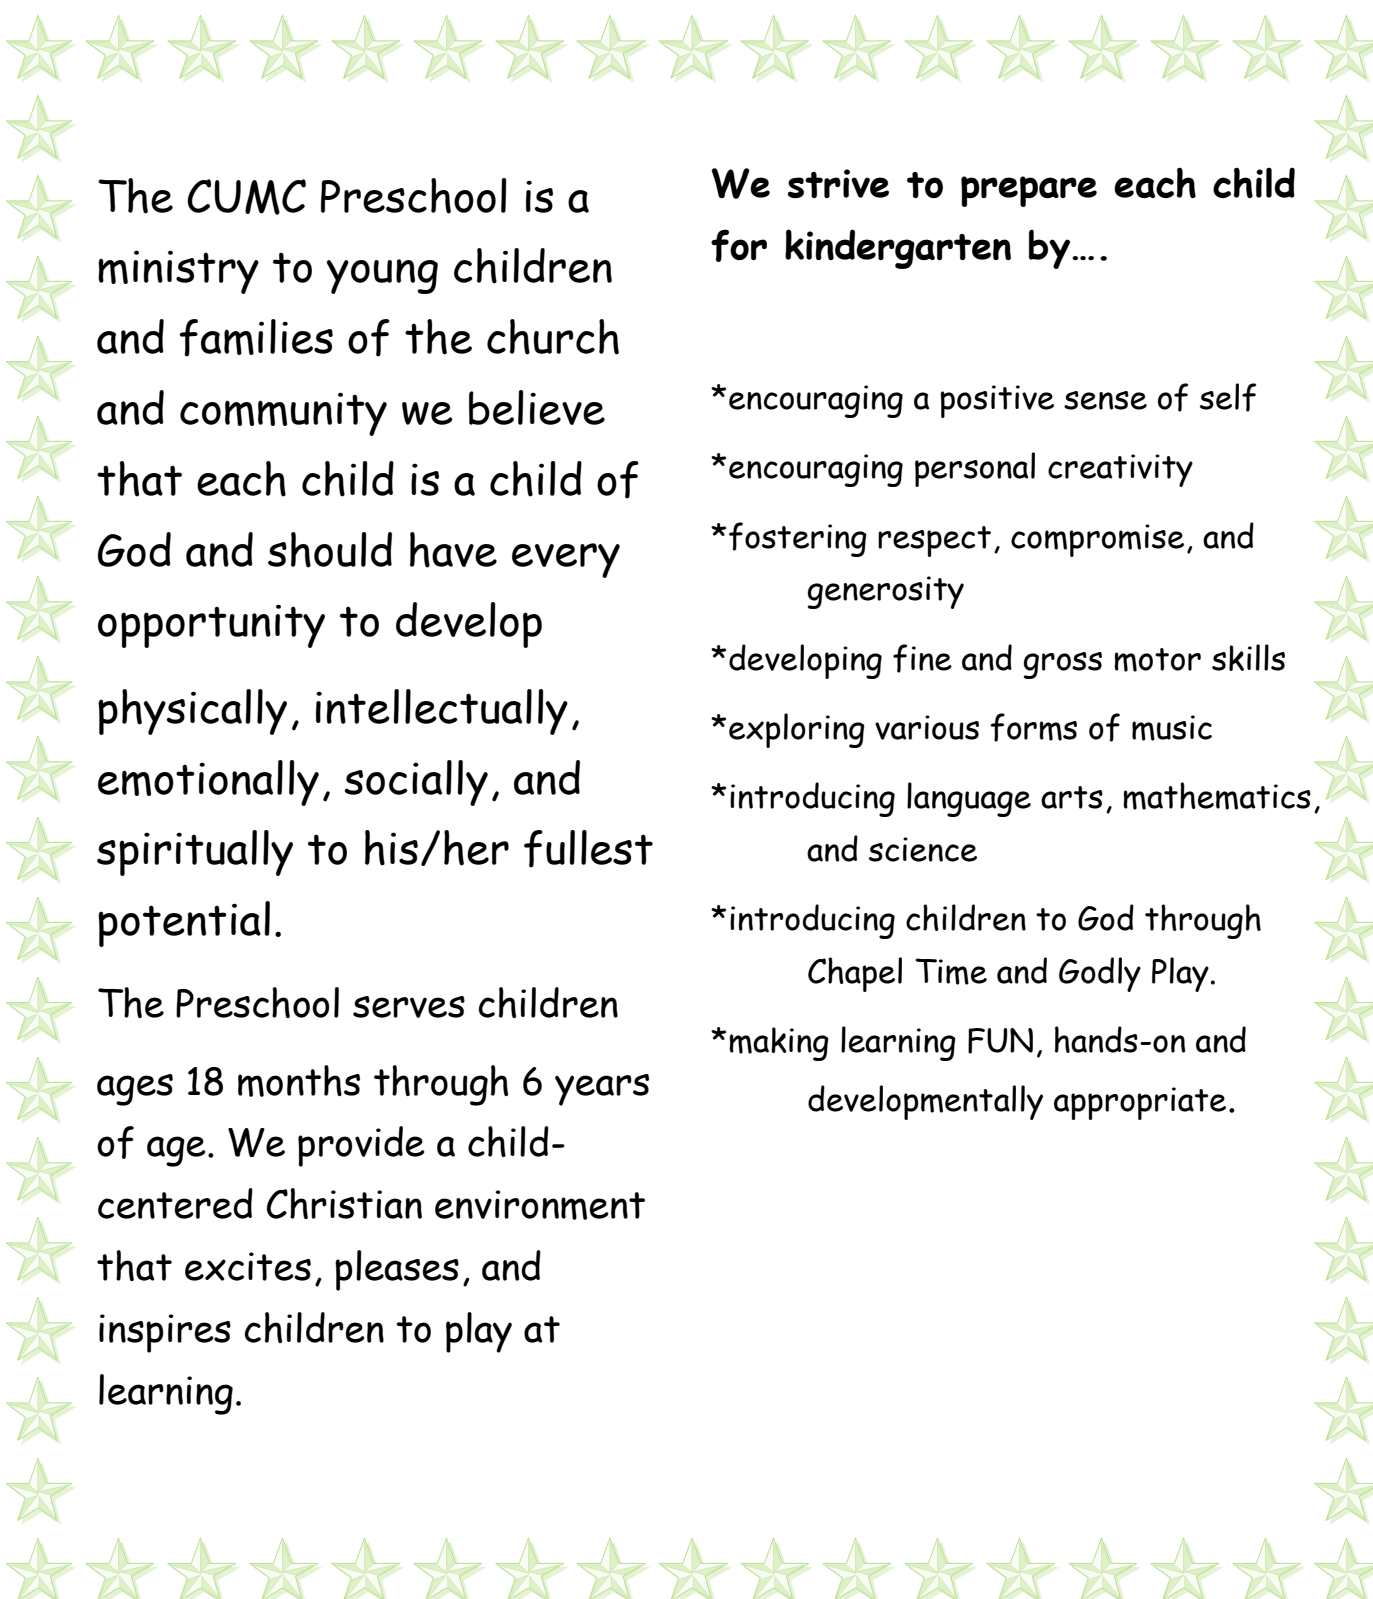 The CUMC Preschool is a
ministry to young children
and families of the church
and community we believe
that each child is a child of
God and should have every
opportunity to develop
physically, intellectually,
emotionally, socially, and
spiritually to his/her fullest
potential.
The Preschool serves children
ages 18 months through 6 years
of age. We provide a child-
centered Christian environment
that excites, pleases, and
inspires children to play at
learning.
We strive to prepare each child
for kindergarten by….
*encouraging a positive sense of self
*encouraging personal creativity
*fostering respect, compromise, and
generosity
*developing fine and gross motor skills
*exploring various forms of music
*introducing language arts, mathematics,
and science
*introducing children to God through
Chapel Time and Godly Play.
*making learning FUN, hands-on and
developmentally appropriate.